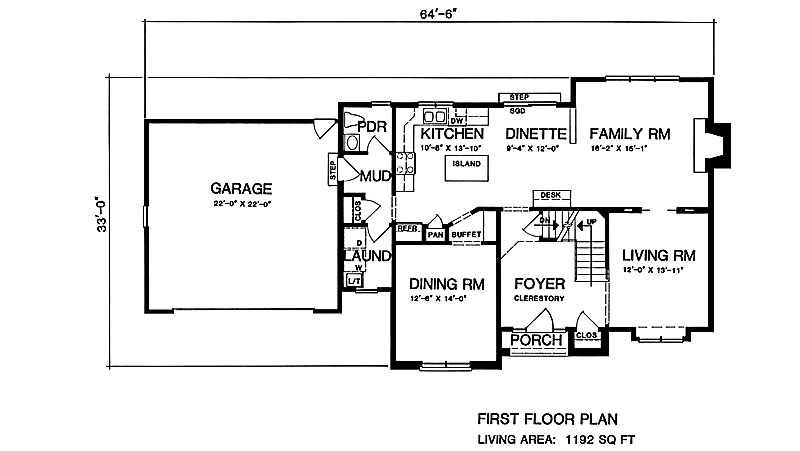 64'-6"
33'-0"
STEP
SGD
PDR
DW
KITCHEN
10'-8" X 13'-10"
DINETTE
9'-4" X 12'-0"
FAMILY RM
16'-2" X 15'-1"
ISLAND
STEP
MUD
GARAGE
22'-0" X 22'-0"
CLOS
DESK
REFR
PAN
BUFFET
DN
UP
D
W
LAUND
L/T
DINING RM
12'-6" X 14'-0"
FOYER
CLERESTORY
LIVING RM
12'-0" X 13'-11"
PORCH
CLOS
FIRST FLOOR PLAN
LIVING AREA: 1192 SQ FT